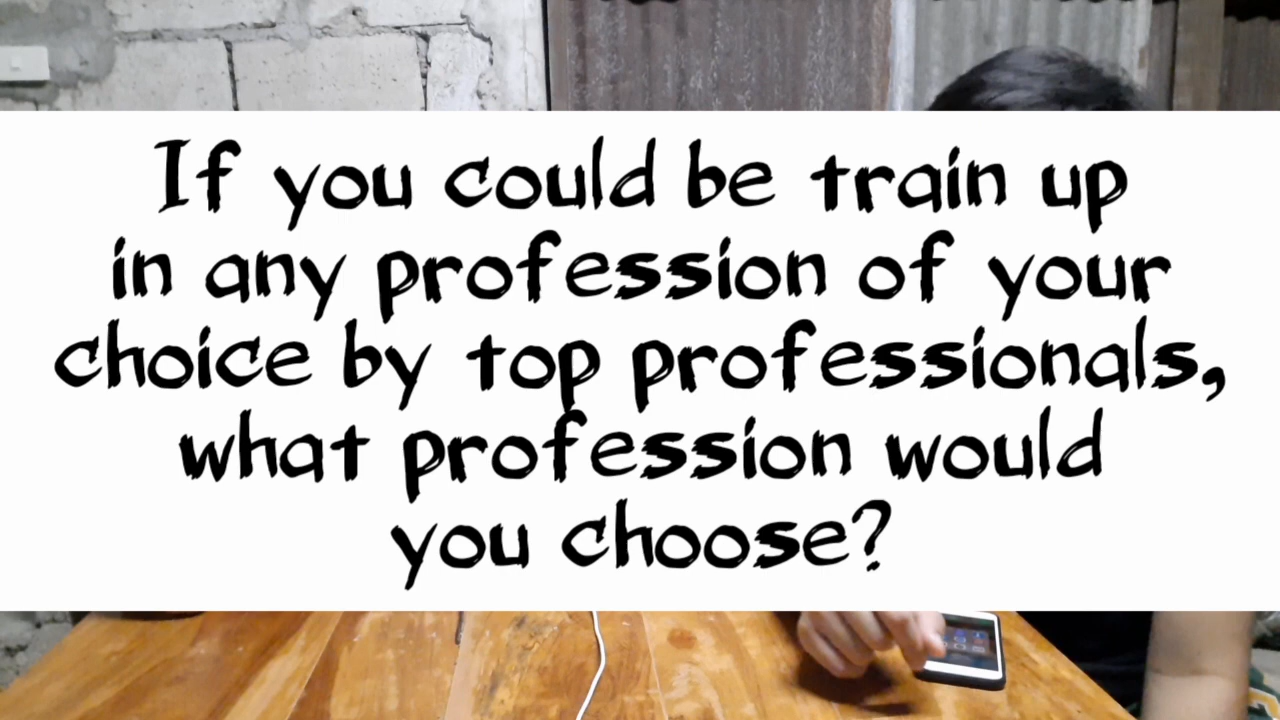 If you could be train up
in any profession of your
choice by top professionals,
what profession would
you choose?